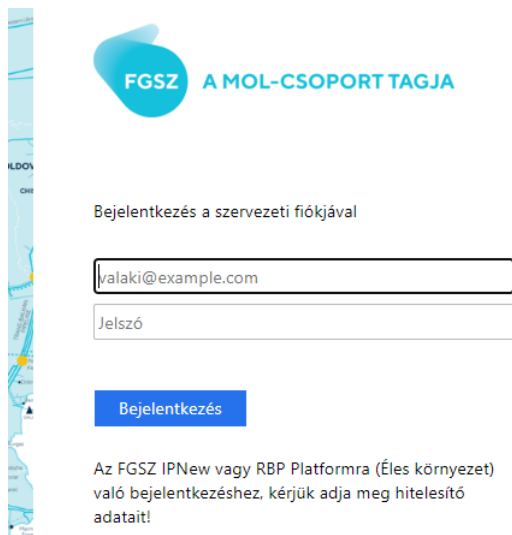 FGSZ A MOL-CSOPORT TAGJA
Bejelentkezés a szervezeti fiókjával
valaki@example.com
Jelszó
Bejelentkezés
Az FGSZ IPNew vagy RBP Platformra (Éles környezet)
való bejelentkezéshez, kérjük adja meg hitelesítő
adatait!